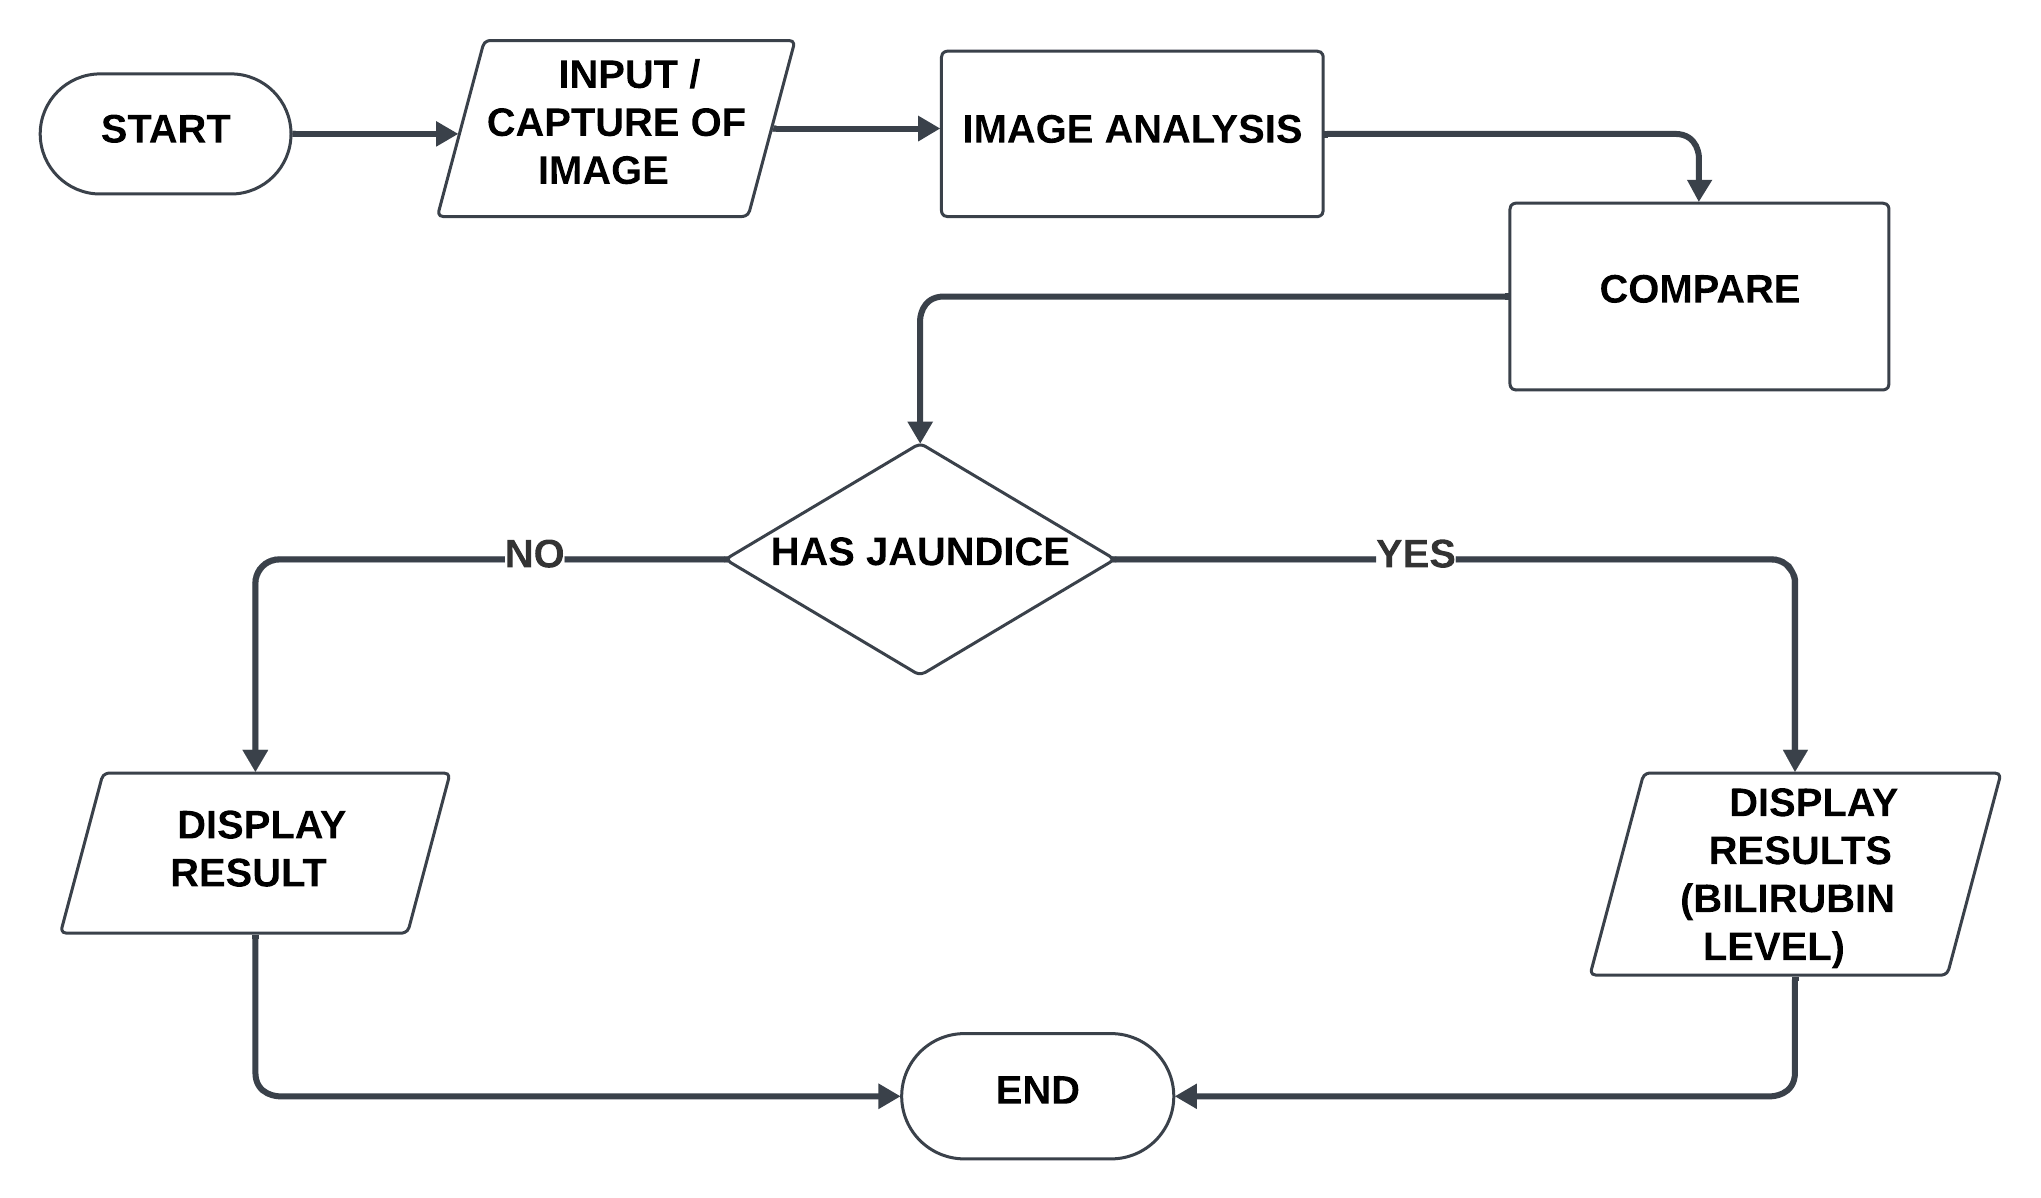 START
INPUT /
CAPTURE OF
IMAGE
IMAGE ANALYSIS
COMPARE
HAS JAUNDICE
NO
YES
DISPLAY
RESULT
DISPLAY
RESULTS
(BILIRUBIN
LEVEL)
END